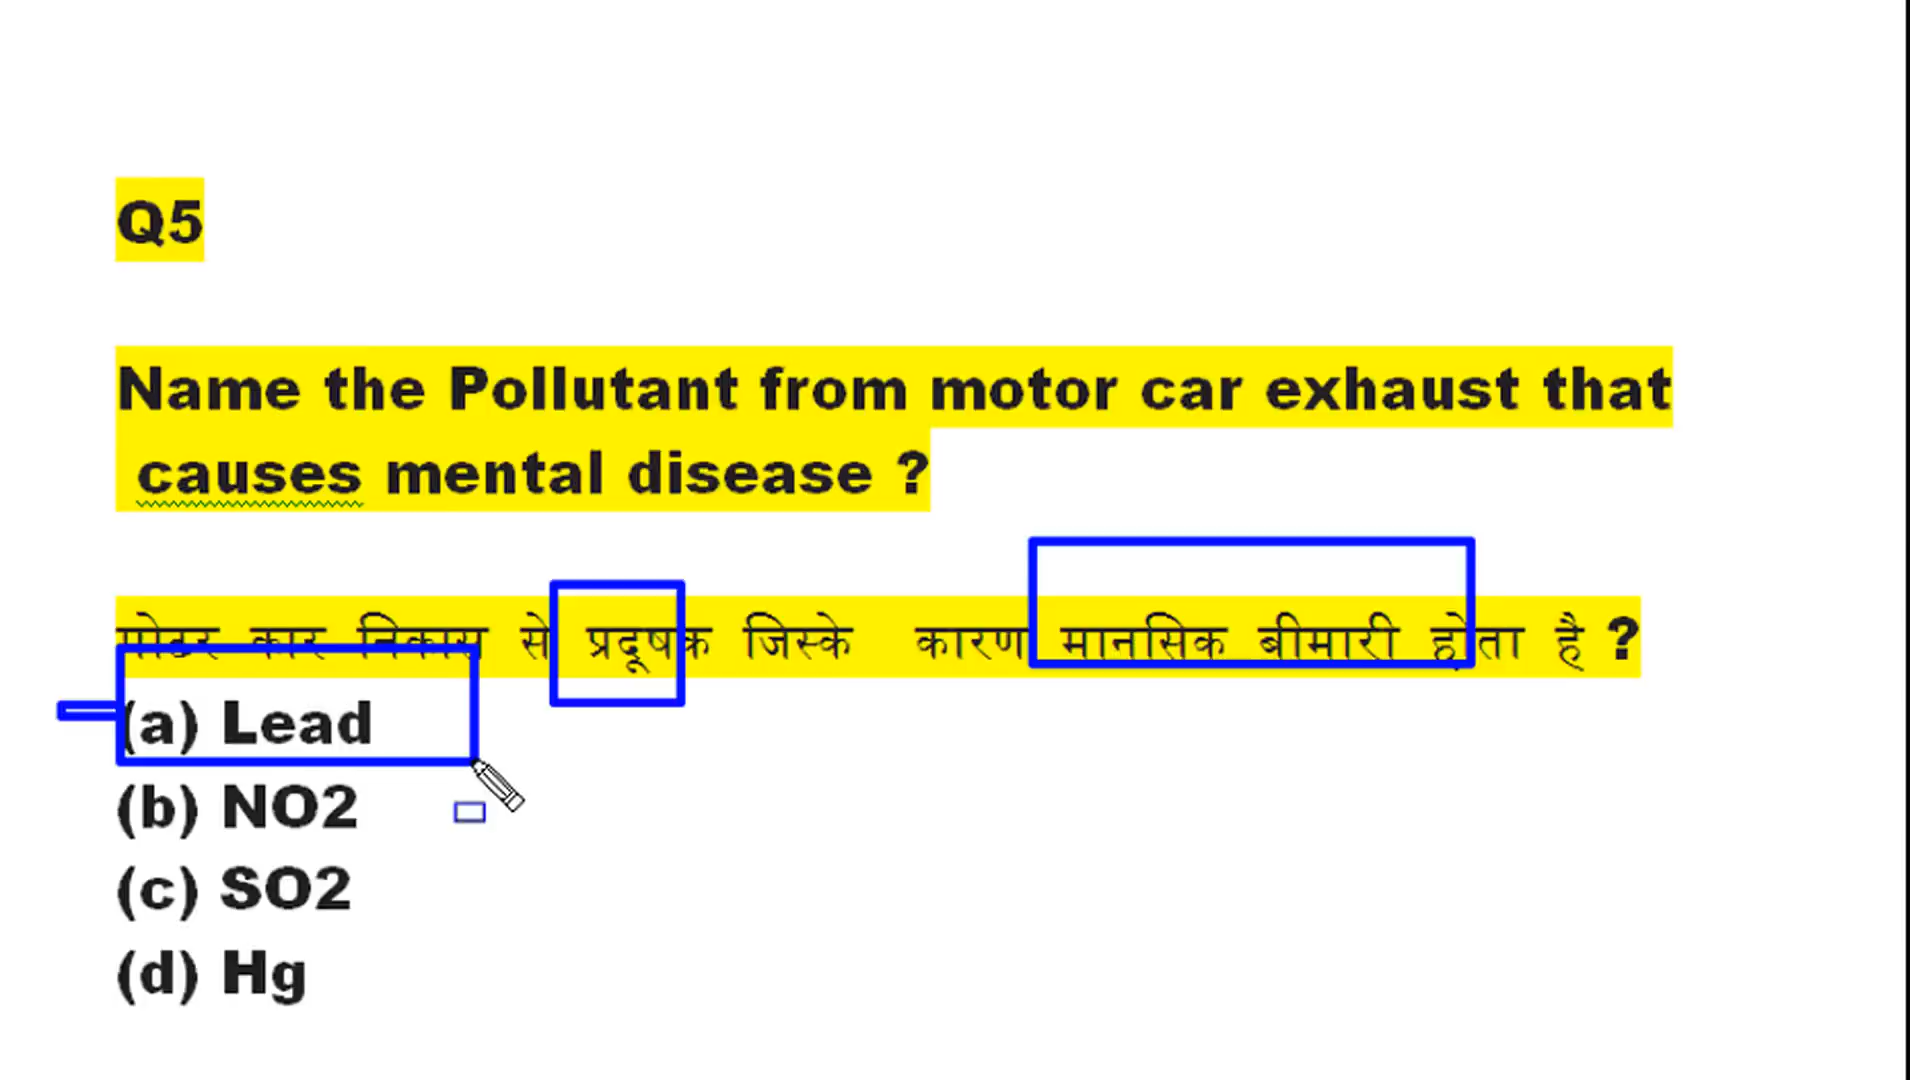 Q5
Name the Pollutant from motor car exhaust that
causes mental disease ?
मोटर कार निकास से प्रदूषक जिस्के कारण मानसिक बीमारी होता है ?
(a) Lead
(b) NO2
(c) SO2
(d) Hg